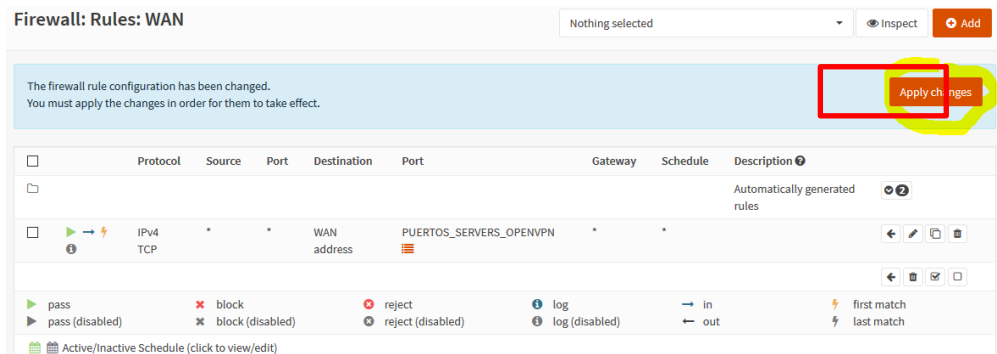 Firewall: Rules: WAN
Nothing selected
Inspect
Add
The firewall rule configuration has been changed.
You must apply the changes in order for them to take effect.
Apply changes
Protocol Source Port Destination Port Gateway Schedule Description
Automatically generated
rules
2
IPv4 * * WAN PUERTOS_SERVERS_OPENVPN * *
TCP address
pass block reject log in first match
pass (disabled) block (disabled) reject (disabled) log (disabled) out last match
Active/Inactive Schedule (click to view/edit)